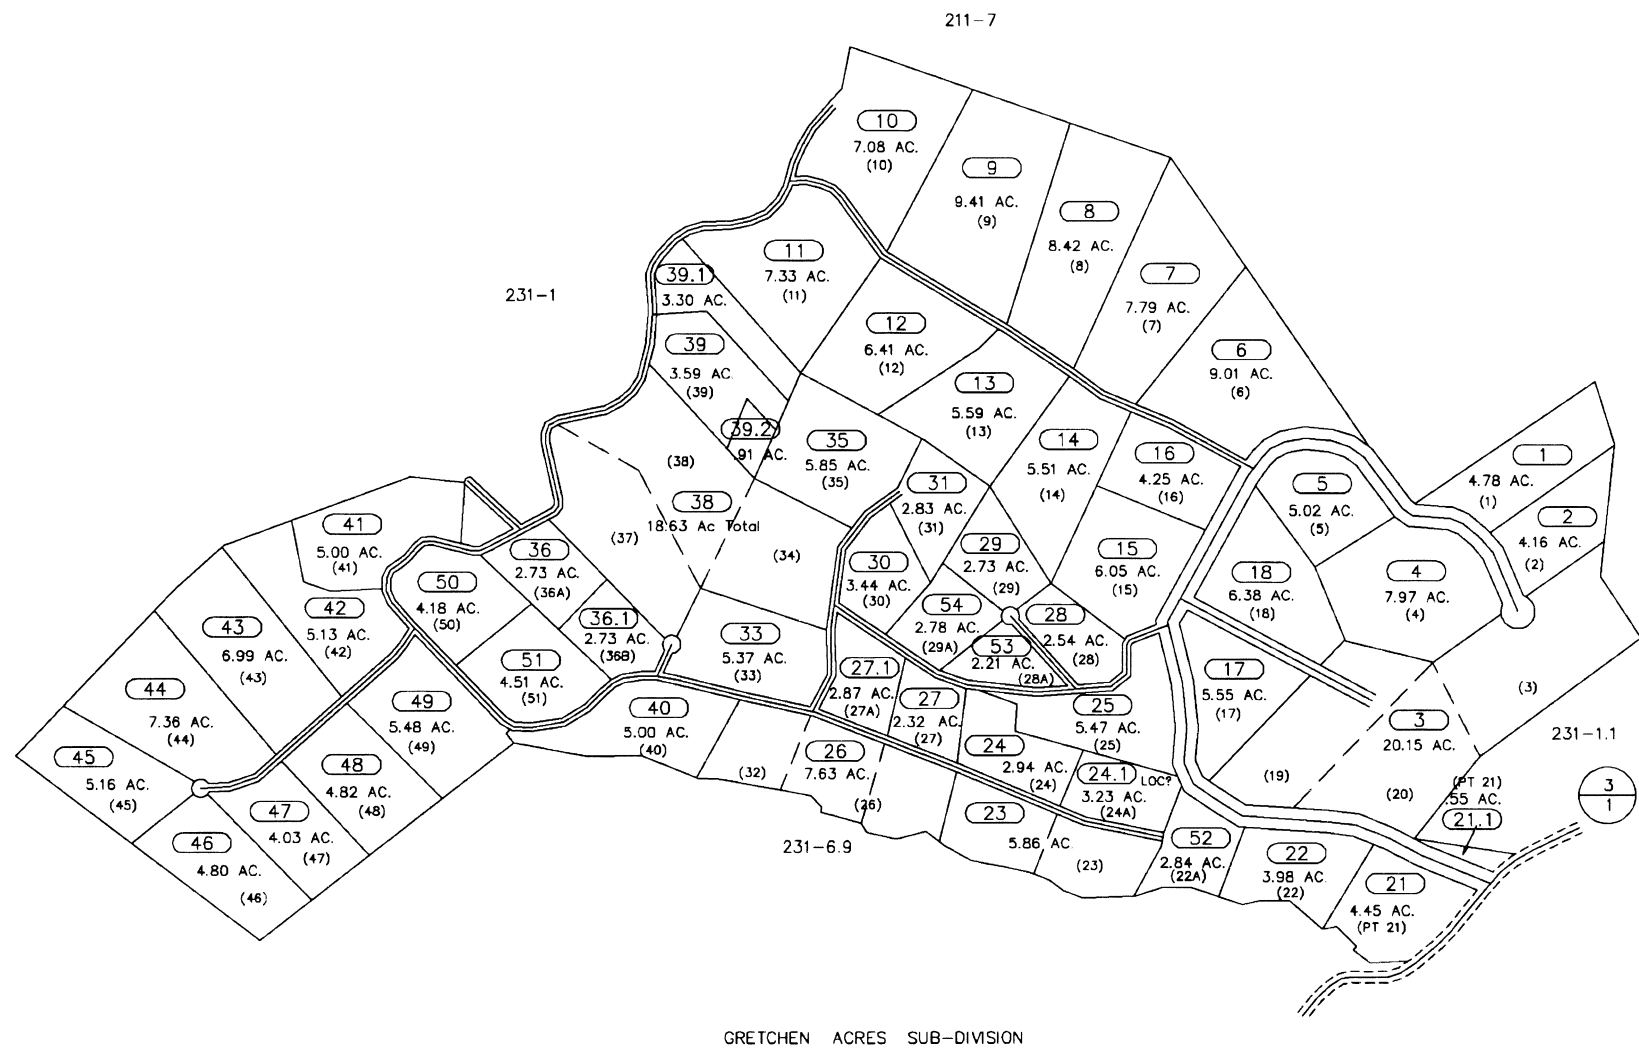 211-7
10
7.08 AC.
(10)
9
9.41 AC.
(9)
8
8.42 AC.
(8)
7
7.79 AC.
(7)
6
9.01 AC.
(6)
11
7.33 AC.
(11)
39.1
3.30 AC.
231-1
12
6.41 AC.
(12)
39
3.59 AC.
(39)
13
5.59 AC.
(13)
39.2
.91 AC.
35
5.85 AC.
(35)
14
5.51 AC.
(14)
16
4.25 AC.
(16)
5
5.02 AC.
(5)
1
4.78 AC.
(1)
2
4.16 AC.
(2)
(38)
38
18.63 Ac Total
(37)
(34)
31
2.83 AC.
(31)
41
5.00 AC.
(41)
36
2.73 AC.
(36A)
30
3.44 AC.
(30)
29
2.73 AC.
(29)
15
6.05 AC.
(15)
18
6.38 AC.
(18)
4
7.97 AC.
(4)
50
4.18 AC.
(50)
42
5.13 AC.
(42)
36.1
2.73 AC.
(36B)
54
2.78 AC.
(29A)
28
2.54 AC.
(28)
43
6.99 AC.
(43)
33
5.37 AC.
(33)
53
2.21 AC.
(28A)
51
4.51 AC.
(51)
27.1
2.87 AC.
(27A)
17
5.55 AC.
(17)
(3)
44
7.36 AC.
(44)
49
5.48 AC.
(49)
40
5.00 AC.
(40)
27
2.32 AC.
(27)
25
5.47 AC.
(25)
3
20.15 AC.
231-1.1
45
5.16 AC.
(45)
48
4.82 AC.
(48)
(32)
26
7.63 AC.
(26)
24
2.94 AC.
(24)
24.1
LOC?
3.23 AC.
(24A)
(19)
(20)
(PT 21)
.55 AC.
21.1
3
1
47
4.03 AC.
(47)
46
4.80 AC.
(46)
231-6.9
23
5.86 AC.
(23)
52
2.84 AC.
(22A)
22
3.98 AC.
(22)
21
4.45 AC.
(PT 21)
GRETCHEN ACRES SUB-DIVISION